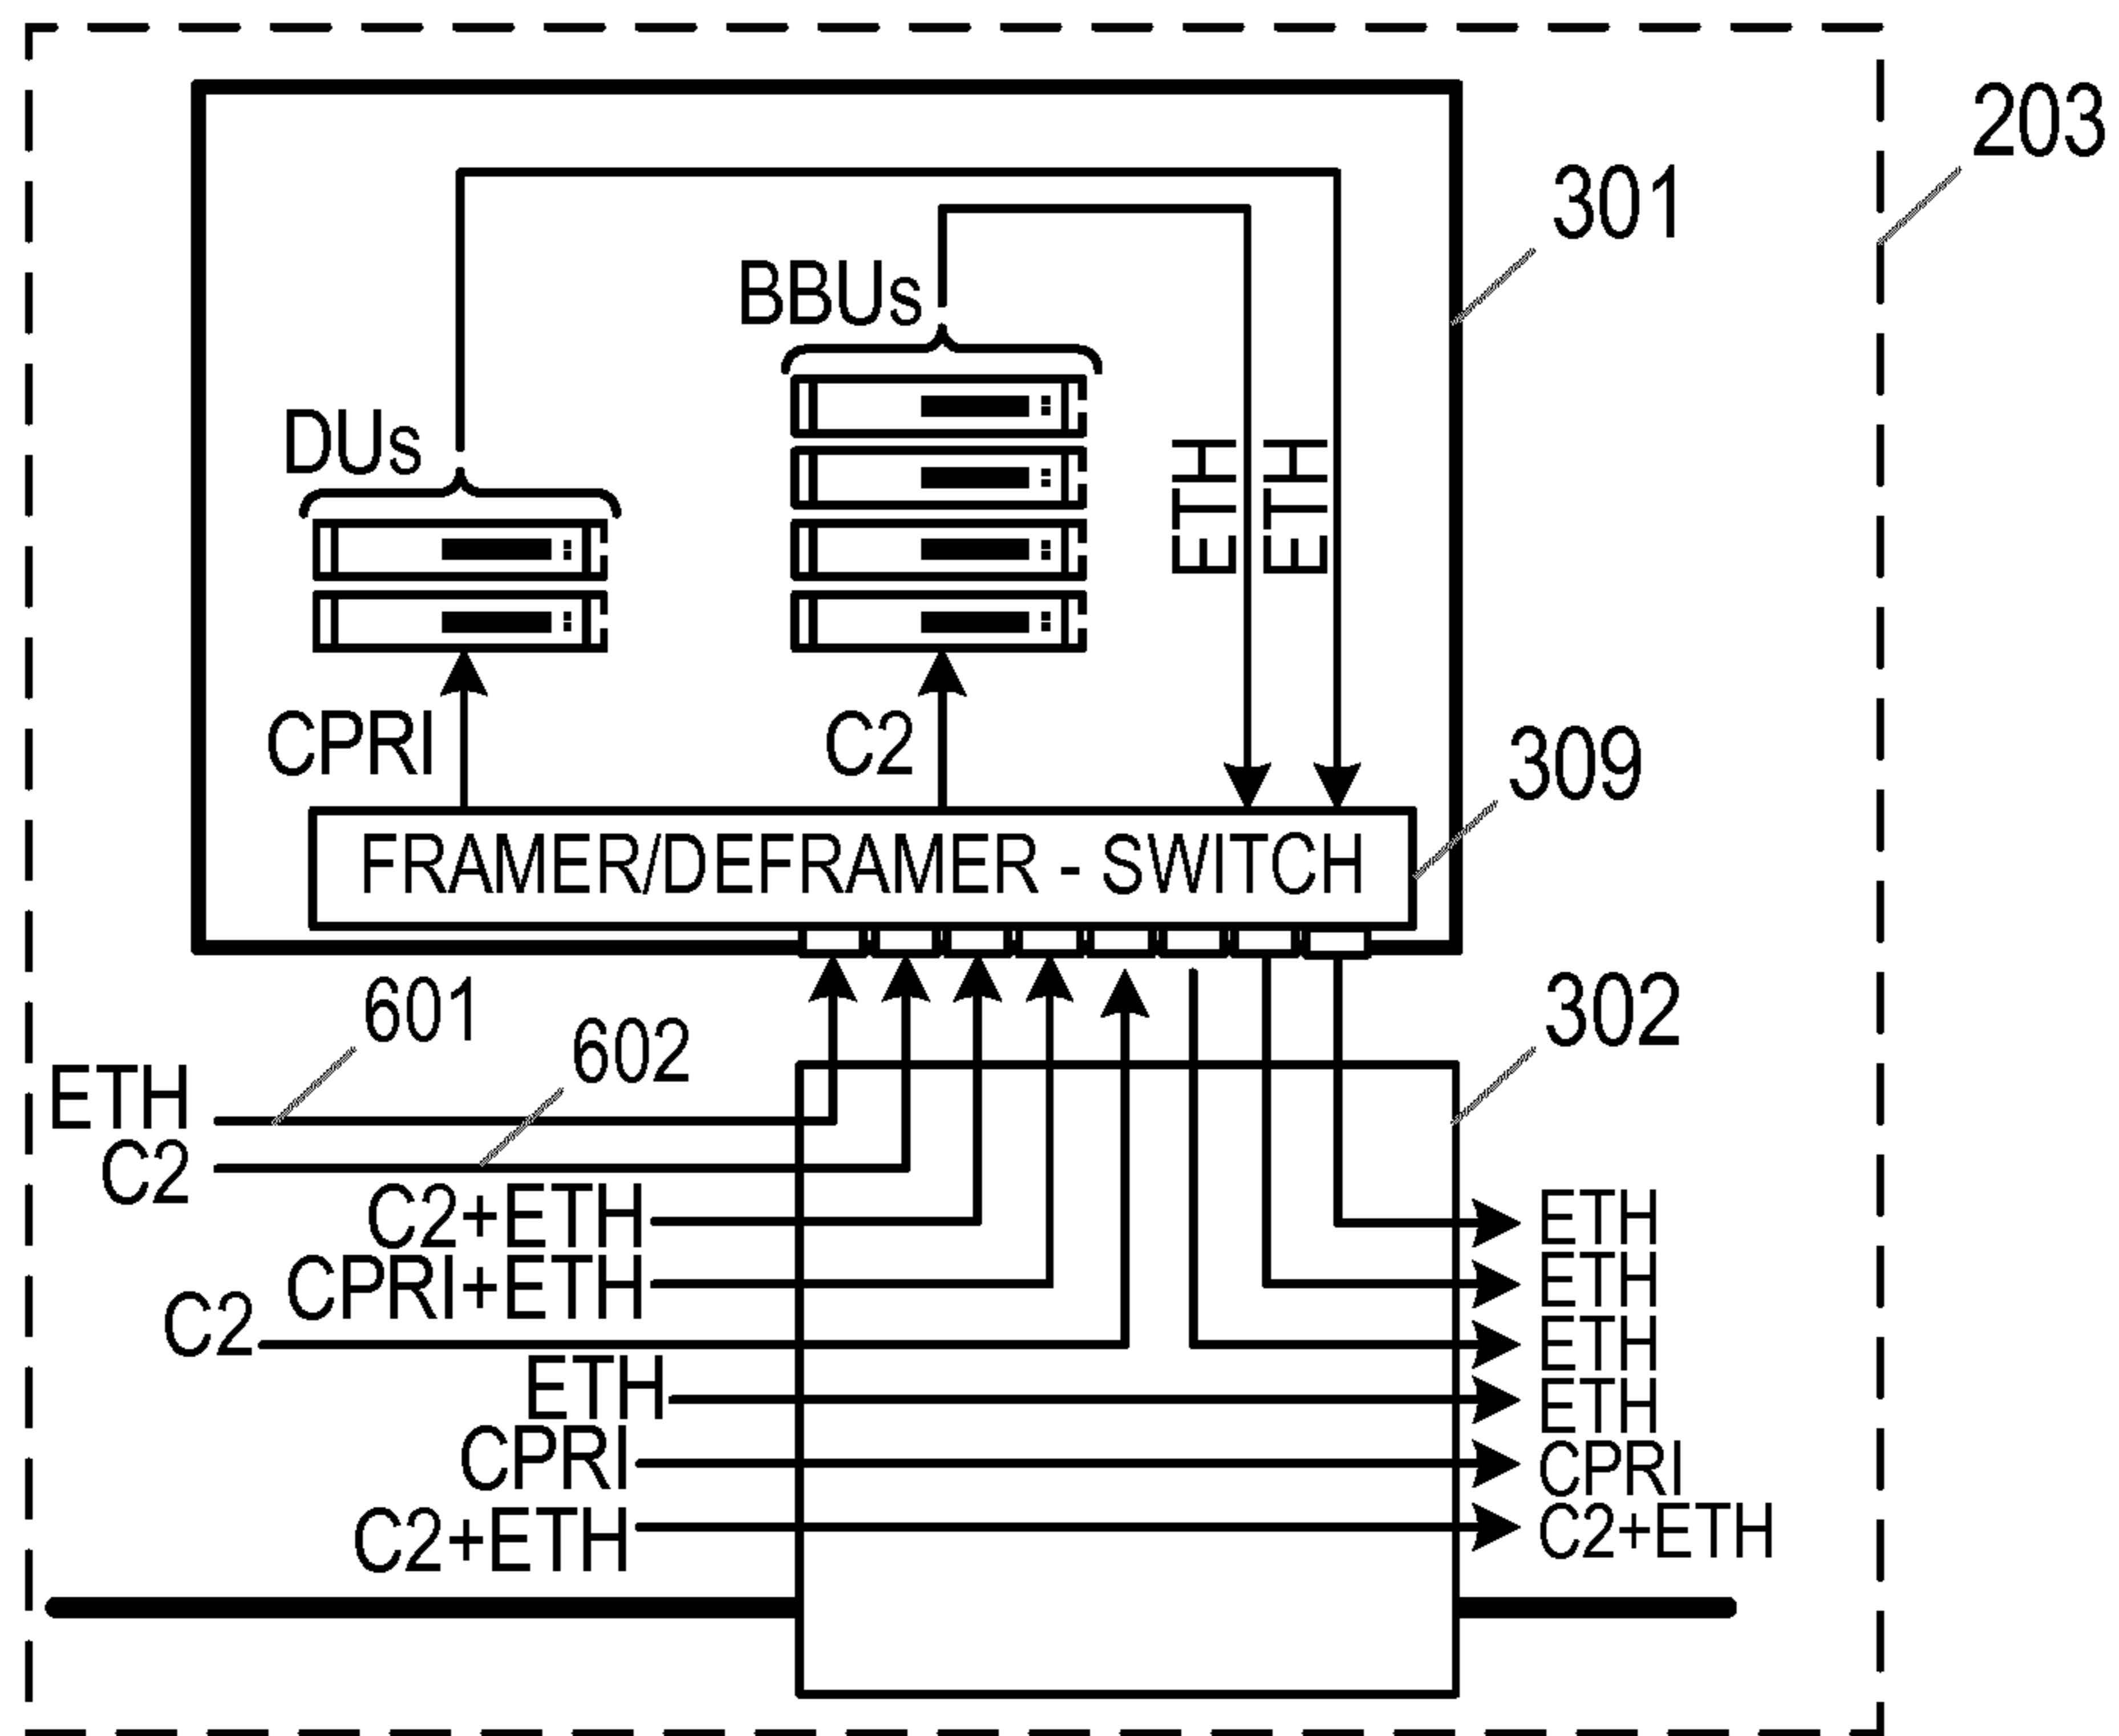 203
301
BBUs
DUs
ETH
ETH
CPRI
C2
309
FRAMER/DEFRAMER - SWITCH
601
602
302
ETH
C2
C2+ETH
ETH
CPRI+ETH
ETH
C2
ETH
ETH
ETH
CPRI
CPRI
C2+ETH
C2+ETH